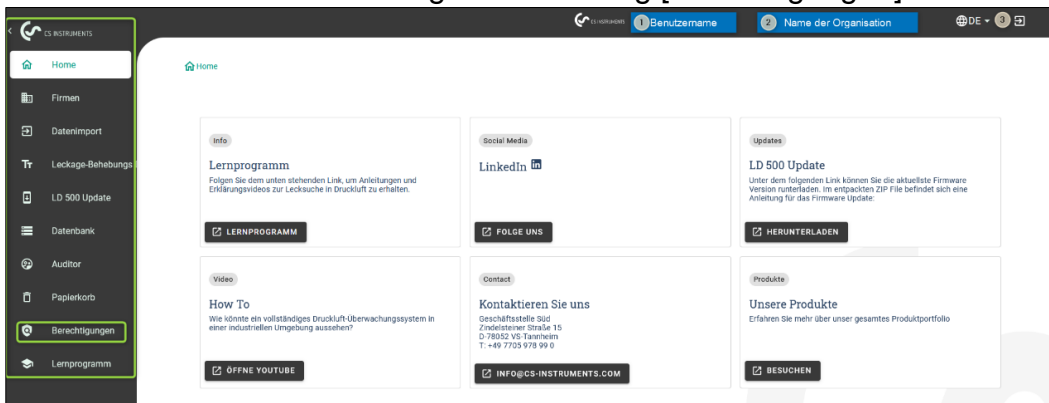 CS INSTRUMENTS
CS INSTRUMENTS
1 Benutzername
2 Name der Organisation
DE
3
Home
Firmen
Datenimport
Leckage-Behebungs
LD 500 Update
Datenbank
Auditor
Papierkorb
Berechtigungen
Lernprogramm
Home
Info
Lernprogramm
Folgen Sie dem unten stehenden Link, um Anleitungen und
Erklärungsvideos zur Lecksuche in Druckluft zu erhalten.
LERNPROGRAMM
Social Media
LinkedIn
FOLGE UNS
Updates
LD 500 Update
Unter dem folgenden Link können Sie die aktuellste Firmware
Version runterladen. Im entpackten ZIP File befindet sich eine
Anleitung für das Firmware Update:
HERUNTERLADEN
Video
How To
Wie könnte ein vollständiges Druckluft-Überwachungssystem in
einer industriellen Umgebung aussehen?
ÖFFNE YOUTUBE
Contact
Kontaktieren Sie uns
Geschäftsstelle Süd
Zindelsteiner Straße 15
D-78052 VS-Tannheim
T: +49 7705 978 99 0
INFO@CS-INSTRUMENTS.COM
Produkte
Unsere Produkte
Erfahren Sie mehr über unser gesamtes Produktportfolio
BESUCHEN